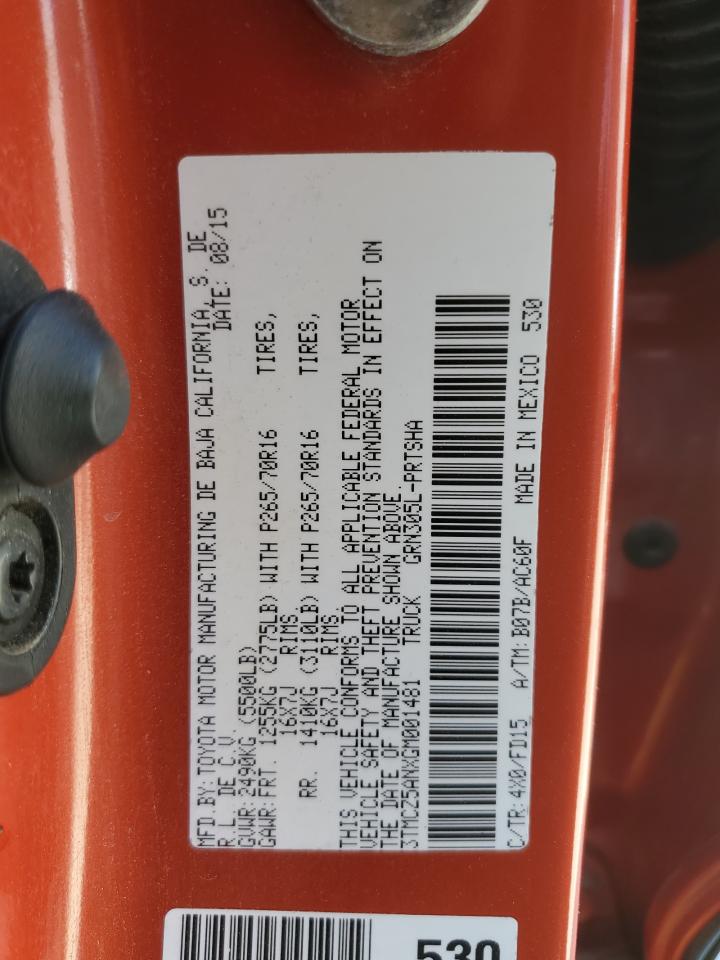 MFD.BY:TOYOTA MOTOR MANUFACTURING DE BAJA CALIFORNIA, S. DE
R.L. DE C.V. DATE: 08/15
GVWR:2490KG (5500LB)
GAWR:FRT. 1255KG (2775LB) WITH P265/70R16 TIRES,
16X7J RIMS
RR. 1410KG (3110LB) WITH P265/70R16 TIRES,
16X7J RIMS
THIS VEHICLE CONFORMS TO ALL APPLICABLE FEDERAL MOTOR
VEHICLE SAFETY AND THEFT PREVENTION STANDARDS IN EFFECT ON
THE DATE OF MANUFACTURE SHOWN ABOVE.
3TMCZ5ANXGM001481 TRUCK GRN305L-PRTSHA
C/TR:4X0/FD15 A/TM:B07B/AC60F MADE IN MEXICO 530
530